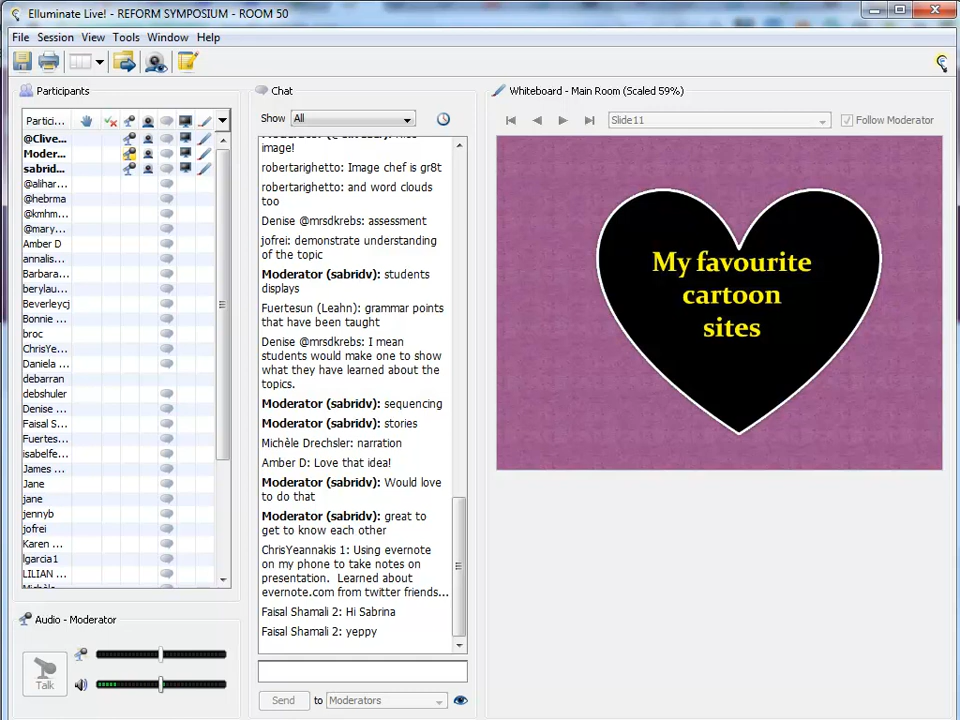 Elluminate Live! - REFORM SYMPOSIUM - ROOM 50
File Session View Tools Window Help
Participants
Partici...
@Clive...
Moder...
sabrid...
@alihar...
@hebrma
@kmhm...
@mary...
Amber D
annalis...
Barbara...
berylau...
Beverleycj
Bonnie ...
broc
ChrisYe...
Daniela ...
debarran
debshuler
Denise ...
Faisal S...
Fuertes...
isabelfe...
James ...
Jane
jane
jennyb
jofrei
Karen ...
lgarcia1
LILIAN ...
Audio - Moderator
Talk
Chat
Show All
image!
robertarighetto: Image chef is gr8t
robertarighetto: and word clouds
too
Denise @mrsdkrebs: assessment
jofrei: demonstrate understanding
of the topic
Moderator (sabridv): students
displays
Fuertesun (Leahn): grammar points
that have been taught
Denise @mrsdkrebs: I mean
students would make one to show
what they have learned about the
topics.
Moderator (sabridv): sequencing
Moderator (sabridv): stories
Michèle Drechsler: narration
Amber D: Love that idea!
Moderator (sabridv): Would love
to do that
Moderator (sabridv): great to
get to know each other
ChrisYeannakis 1: Using evernote
on my phone to take notes on
presentation. Learned about
evernote.com from twitter friends...
Faisal Shamali 2: Hi Sabrina
Faisal Shamali 2: yeppy
Send to Moderators
Whiteboard - Main Room (Scaled 59%)
Slide11 Follow Moderator
My favourite
cartoon
sites